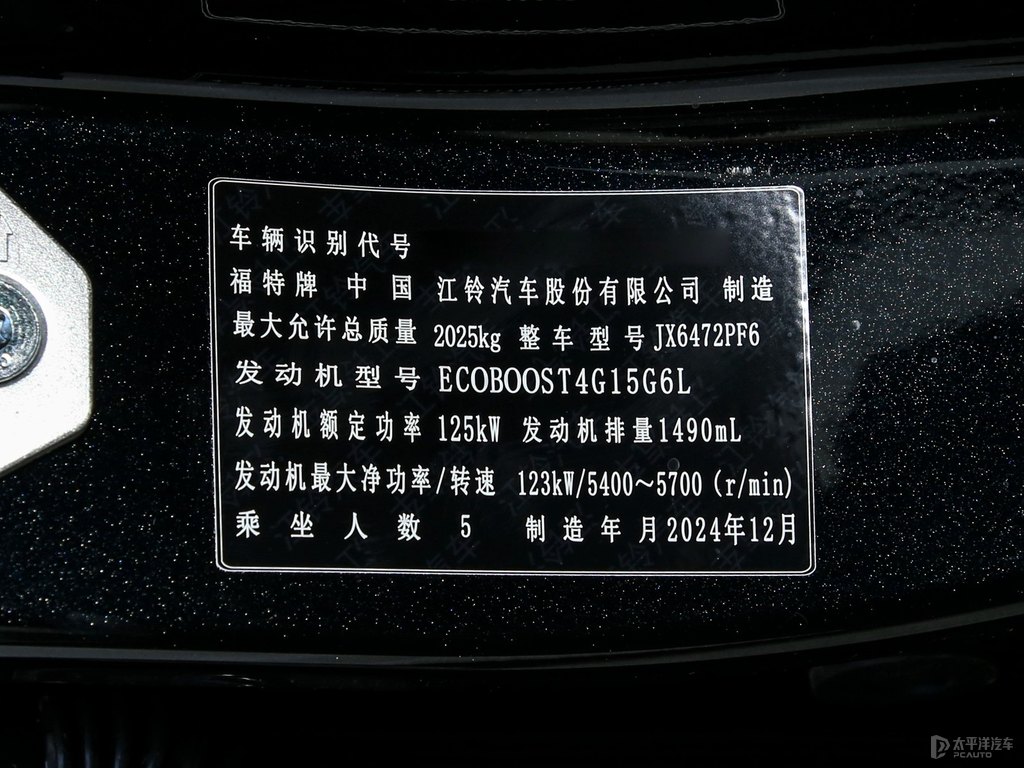 车辆识别代号
福特牌 中国 江铃汽车股份有限公司 制造
最大允许总质量 2025kg 整车型号 JX6472PF6
发动机型号 ECOBOOST4G15G6L
发动机额定功率 125kW 发动机排量1490mL
发动机最大净功率/转速 123kW/5400~5700 (r/min)
乘坐人数 5 制造年月2024年12月
太平洋汽车
PCAUTO